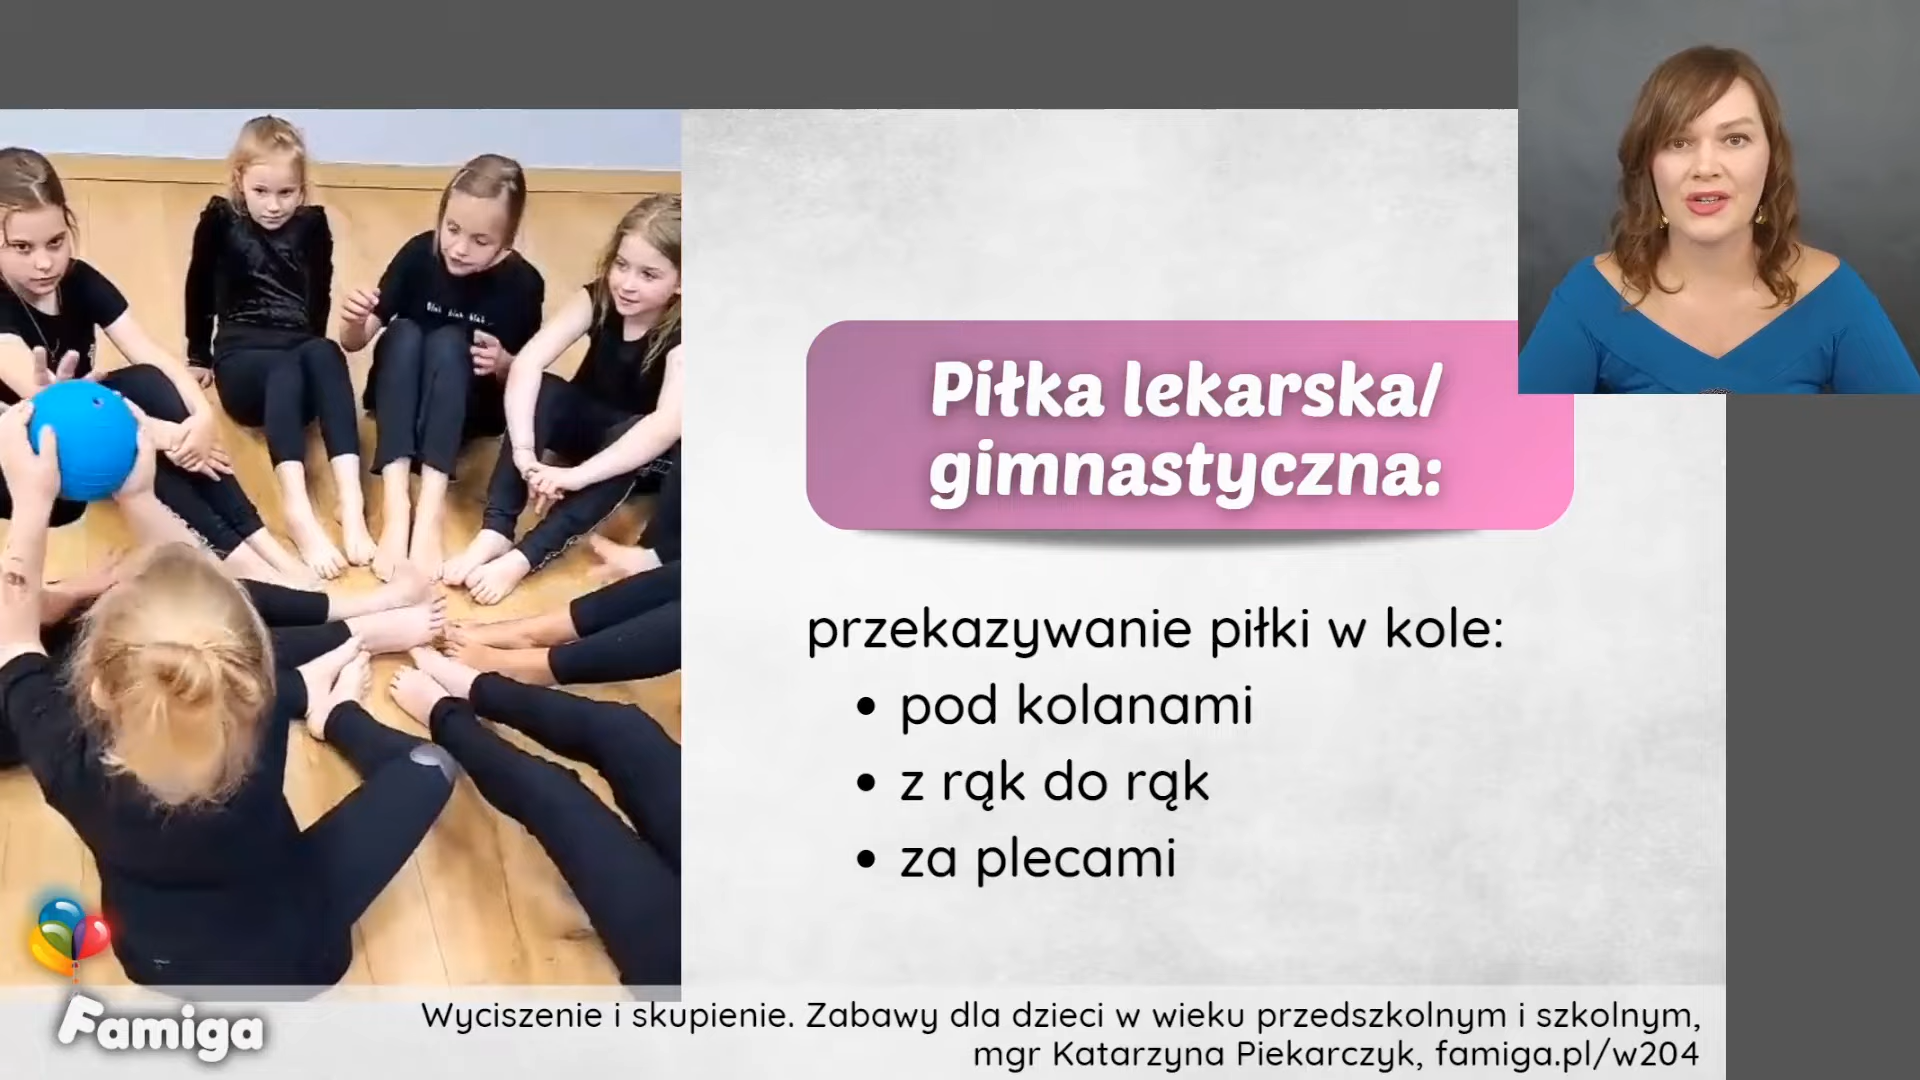 Piłka lekarska/
gimnastyczna:
przekazywanie piłki w kole:
• pod kolanami
• z rąk do rąk
• za plecami
Famiga
Wyciszenie i skupienie. Zabawy dla dzieci w wieku przedszkolnym i szkolnym,
mgr Katarzyna Piekarczyk, famiga.pl/w204